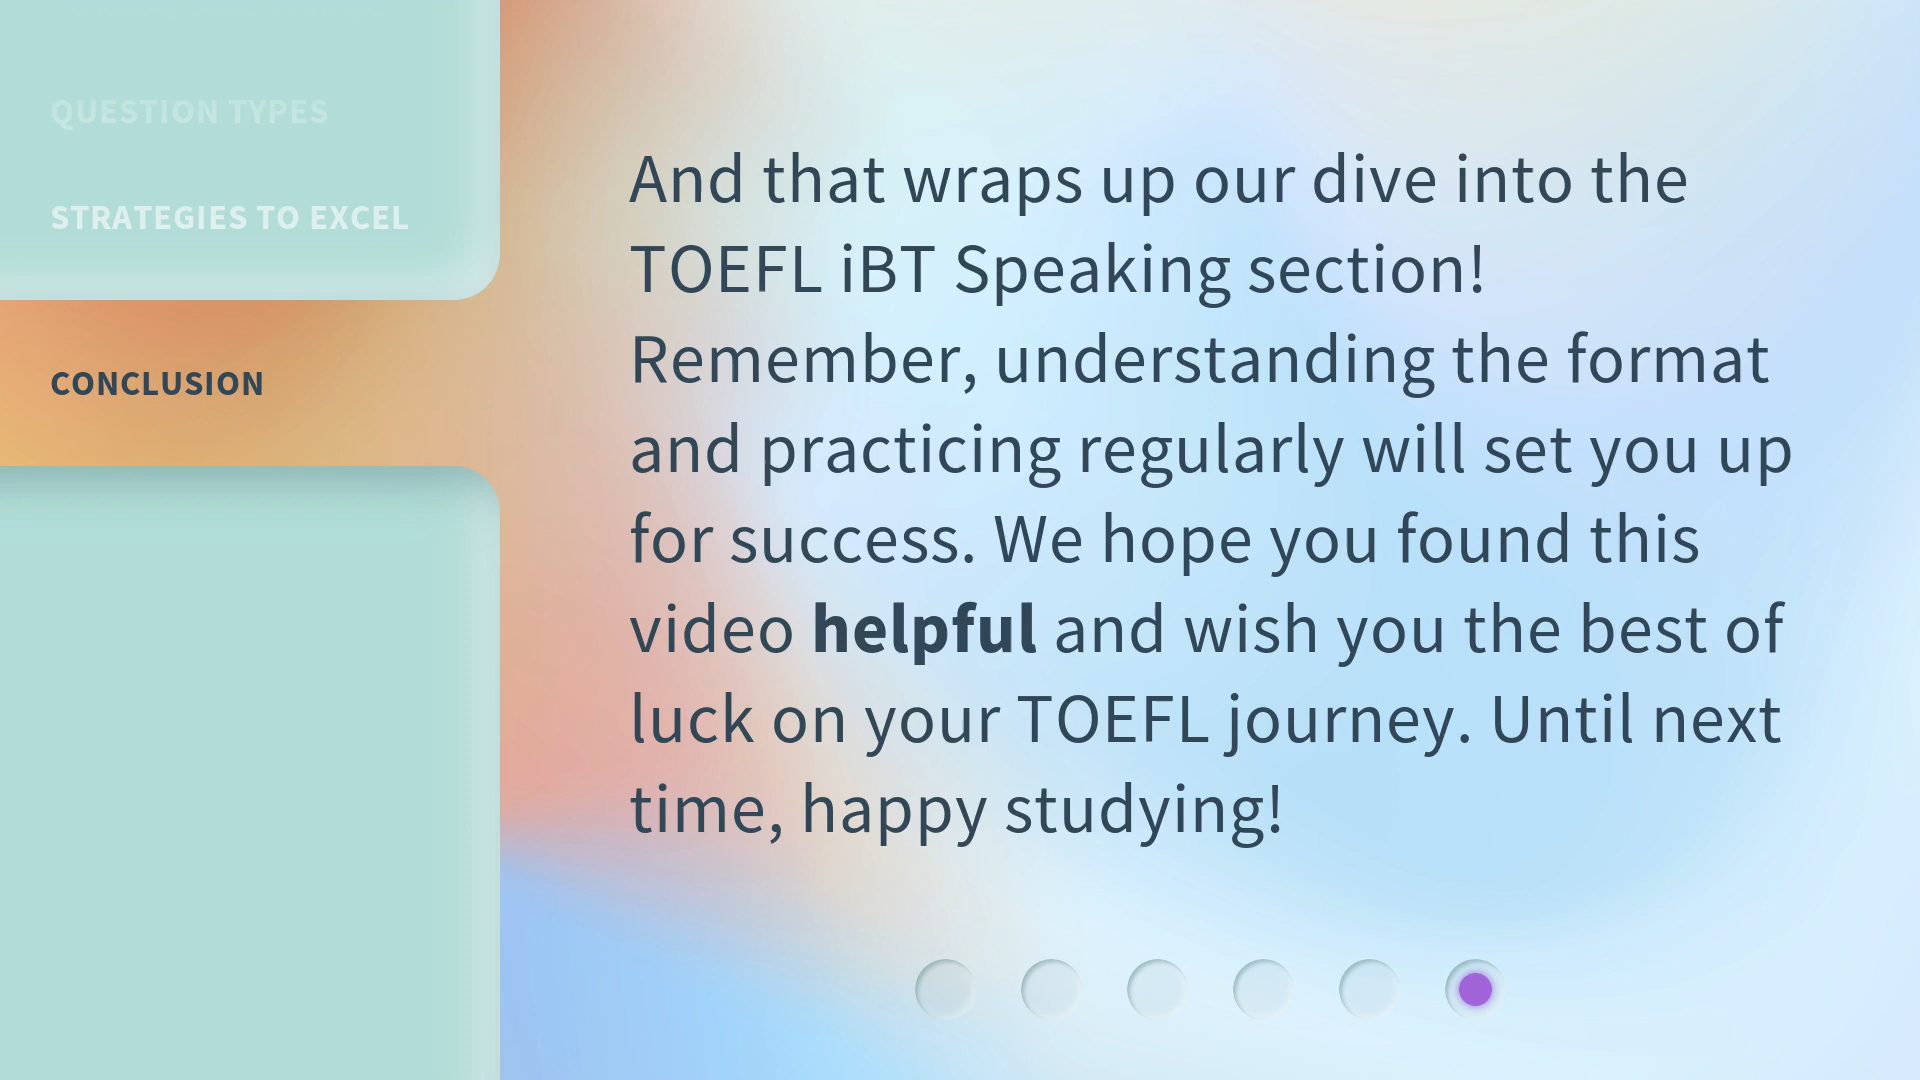 QUESTION TYPES
STRATEGIES TO EXCEL
CONCLUSION
And that wraps up our dive into the
TOEFL iBT Speaking section!
Remember, understanding the format
and practicing regularly will set you up
for success. We hope you found this
video helpful and wish you the best of
luck on your TOEFL journey. Until next
time, happy studying!